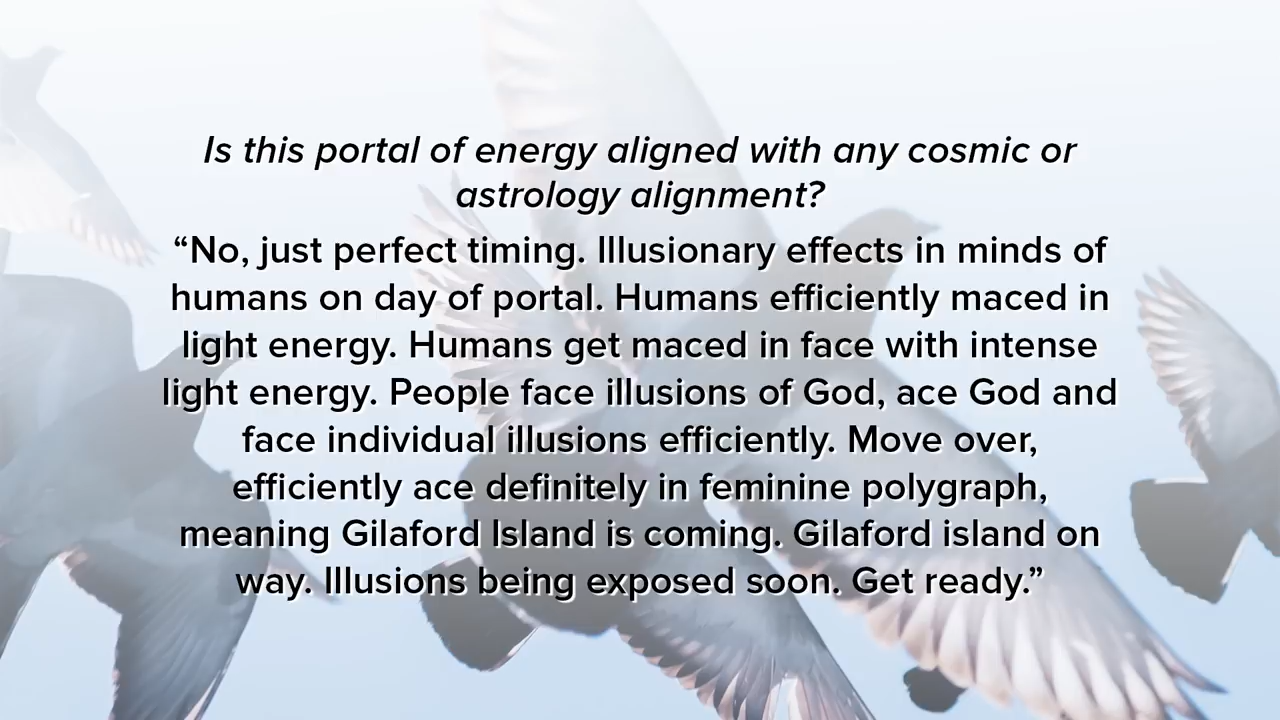 Is this portal of energy aligned with any cosmic or
astrology alignment?
“No, just perfect timing. Illusionary effects in minds of
humans on day of portal. Humans efficiently maced in
light energy. Humans get maced in face with intense
light energy. People face illusions of God, ace God and
face individual illusions efficiently. Move over,
efficiently ace definitely in feminine polygraph,
meaning Gilaford Island is coming. Gilaford island on
way. Illusions being exposed soon. Get ready.”